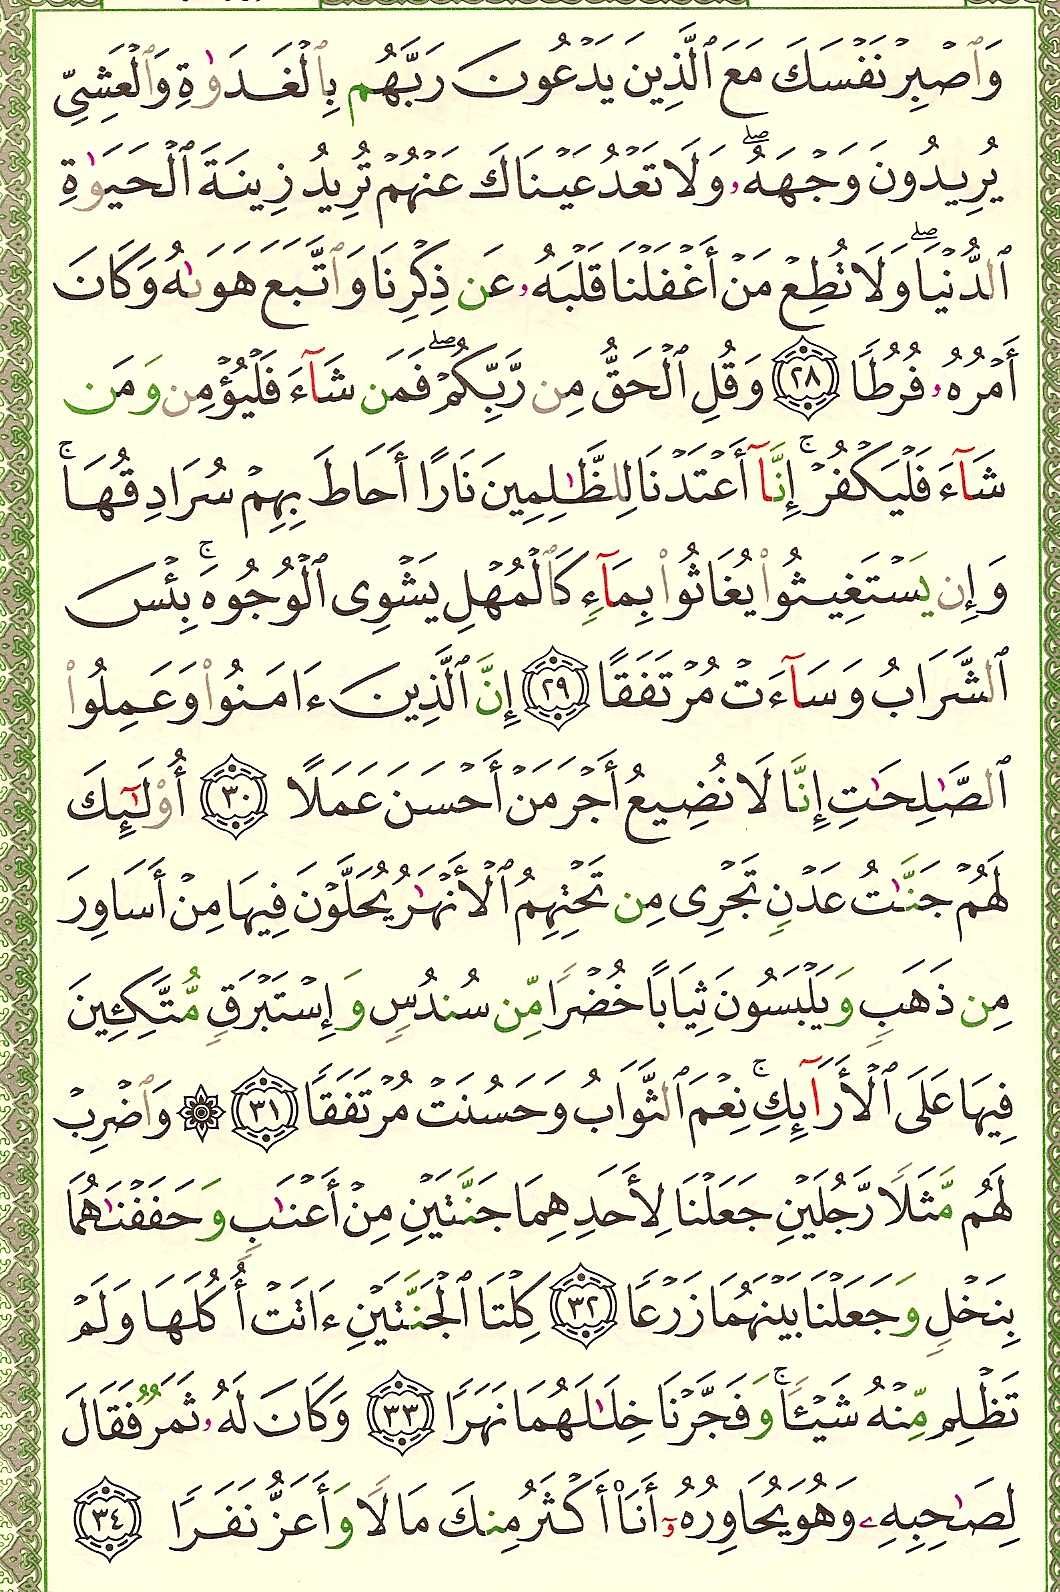 وَٱصْبِرْ نَفْسَكَ مَعَ ٱلَّذِينَ يَدْعُونَ رَبَّهُم بِٱلْغَدَوٰةِ وَٱلْعَشِىِّ
يُرِيدُونَ وَجْهَهُۥۖ وَلَا تَعْدُ عَيْنَاكَ عَنْهُمْ تُرِيدُ زِينَةَ ٱلْحَيَوٰةِ
ٱلدُّنْيَاۖ وَلَا تُطِعْ مَنْ أَغْفَلْنَا قَلْبَهُۥ عَن ذِكْرِنَا وَٱتَّبَعَ هَوَىٰهُ وَكَانَ
أَمْرُهُۥ فُرُطًا ٢٨ وَقُلِ ٱلْحَقُّ مِن رَّبِّكُمْۖ فَمَن شَآءَ فَلْيُؤْمِن وَمَن
شَآءَ فَلْيَكْفُرْۚ إِنَّآ أَعْتَدْنَا لِلظَّٰلِمِينَ نَارًا أَحَاطَ بِهِمْ سُرَادِقُهَاۚ
وَإِن يَسْتَغِيثُوا۟ يُغَاثُوا۟ بِمَآءٍ كَٱلْمُهْلِ يَشْوِى ٱلْوُجُوهَۚ بِئْسَ
ٱلشَّرَابُ وَسَآءَتْ مُرْتَفَقًا ٢٩ إِنَّ ٱلَّذِينَ ءَامَنُوا۟ وَعَمِلُوا۟
ٱلصَّٰلِحَٰتِ إِنَّا لَا نُضِيعُ أَجْرَ مَنْ أَحْسَنَ عَمَلًا ٣٠ أُو۟لَٰٓئِكَ
لَهُمْ جَنَّٰتُ عَدْنٍ تَجْرِى مِن تَحْتِهِمُ ٱلْأَنْهَٰرُ يُحَلَّوْنَ فِيهَا مِنْ أَسَاوِرَ
مِن ذَهَبٍ وَيَلْبَسُونَ ثِيَابًا خُضْرًا مِّن سُندُسٍ وَإِسْتَبْرَقٍ مُّتَّكِـِٔينَ
فِيهَا عَلَى ٱلْأَرَآئِكِۚ نِعْمَ ٱلثَّوَابُ وَحَسُنَتْ مُرْتَفَقًا ٣١ ۞ وَٱضْرِبْ
لَهُم مَّثَلًا رَّجُلَيْنِ جَعَلْنَا لِأَحَدِهِمَا جَنَّتَيْنِ مِنْ أَعْنَٰبٍ وَحَفَفْنَٰهُمَا
بِنَخْلٍ وَجَعَلْنَا بَيْنَهُمَا زَرْعًا ٣٢ كِلْتَا ٱلْجَنَّتَيْنِ ءَاتَتْ أُكُلَهَا وَلَمْ
تَظْلِم مِّنْهُ شَيْـًٔاۚ وَفَجَّرْنَا خِلَٰلَهُمَا نَهَرًا ٣٣ وَكَانَ لَهُۥ ثَمَرٌ فَقَالَ
لِصَٰحِبِهِۦ وَهُوَ يُحَاوِرُهُۥٓ أَنَا۠ أَكْثَرُ مِنكَ مَالًا وَأَعَزُّ نَفَرًا ٣٤